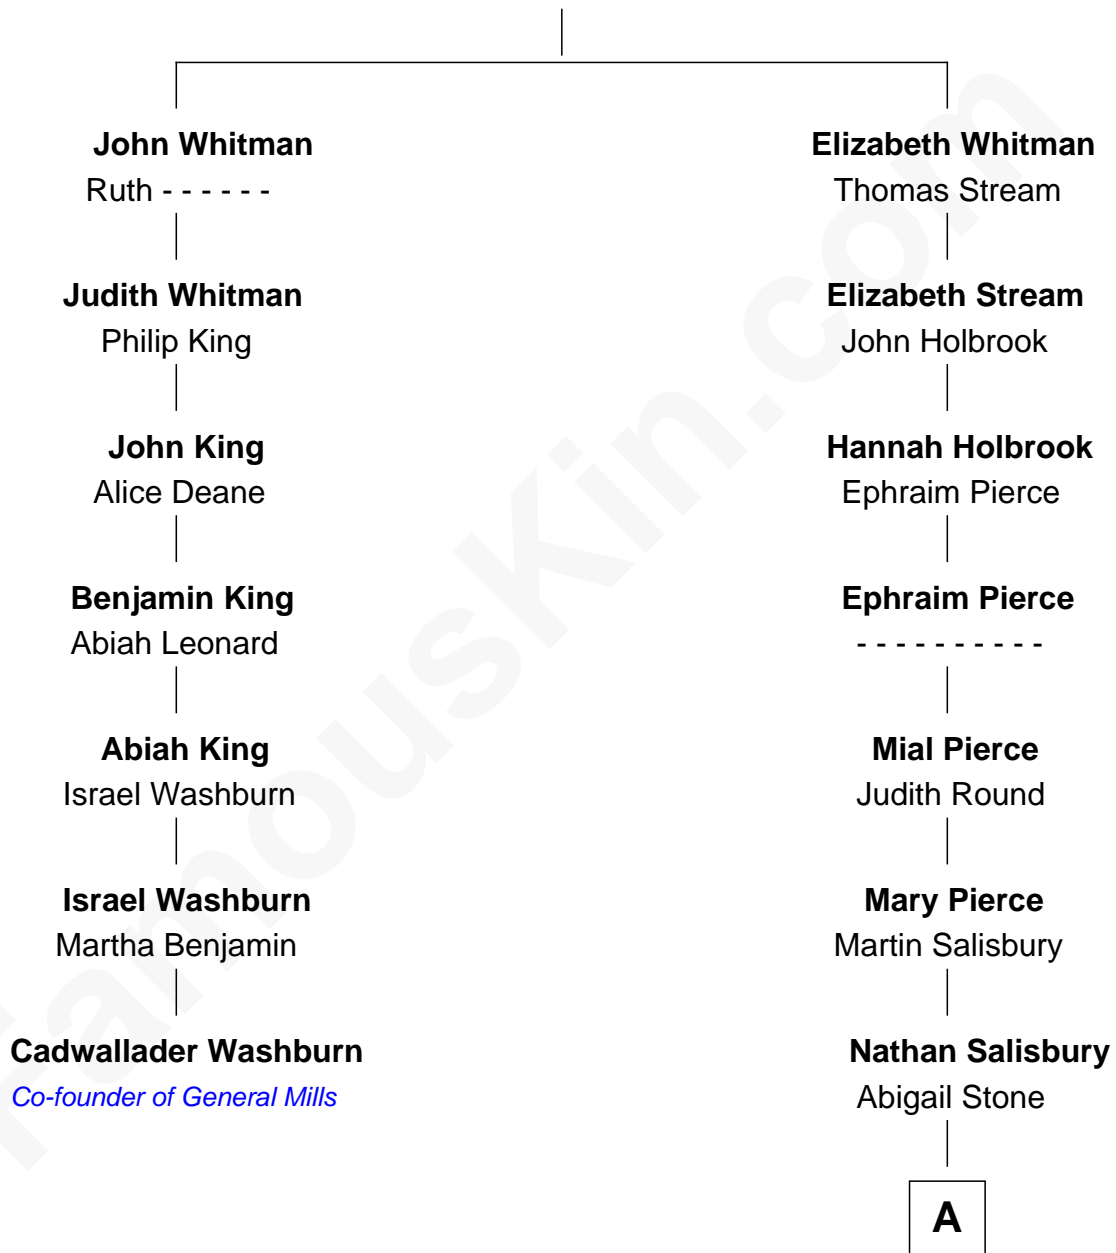 John Whitman
Ruth - - - - - -
Judith Whitman
Philip King
John King
Alice Deane
Benjamin King
Abiah Leonard
Abiah King
Israel Washburn
Israel Washburn
Martha Benjamin
Cadwallader Washburn
Co-founder of General Mills
Elizabeth Whitman
Thomas Stream
Elizabeth Stream
John Holbrook
Hannah Holbrook
Ephraim Pierce
Ephraim Pierce
- - - - - - - - - -
Mial Pierce
Judith Round
Mary Pierce
Martin Salisbury
Nathan Salisbury
Abigail Stone
A
FamousKin.com